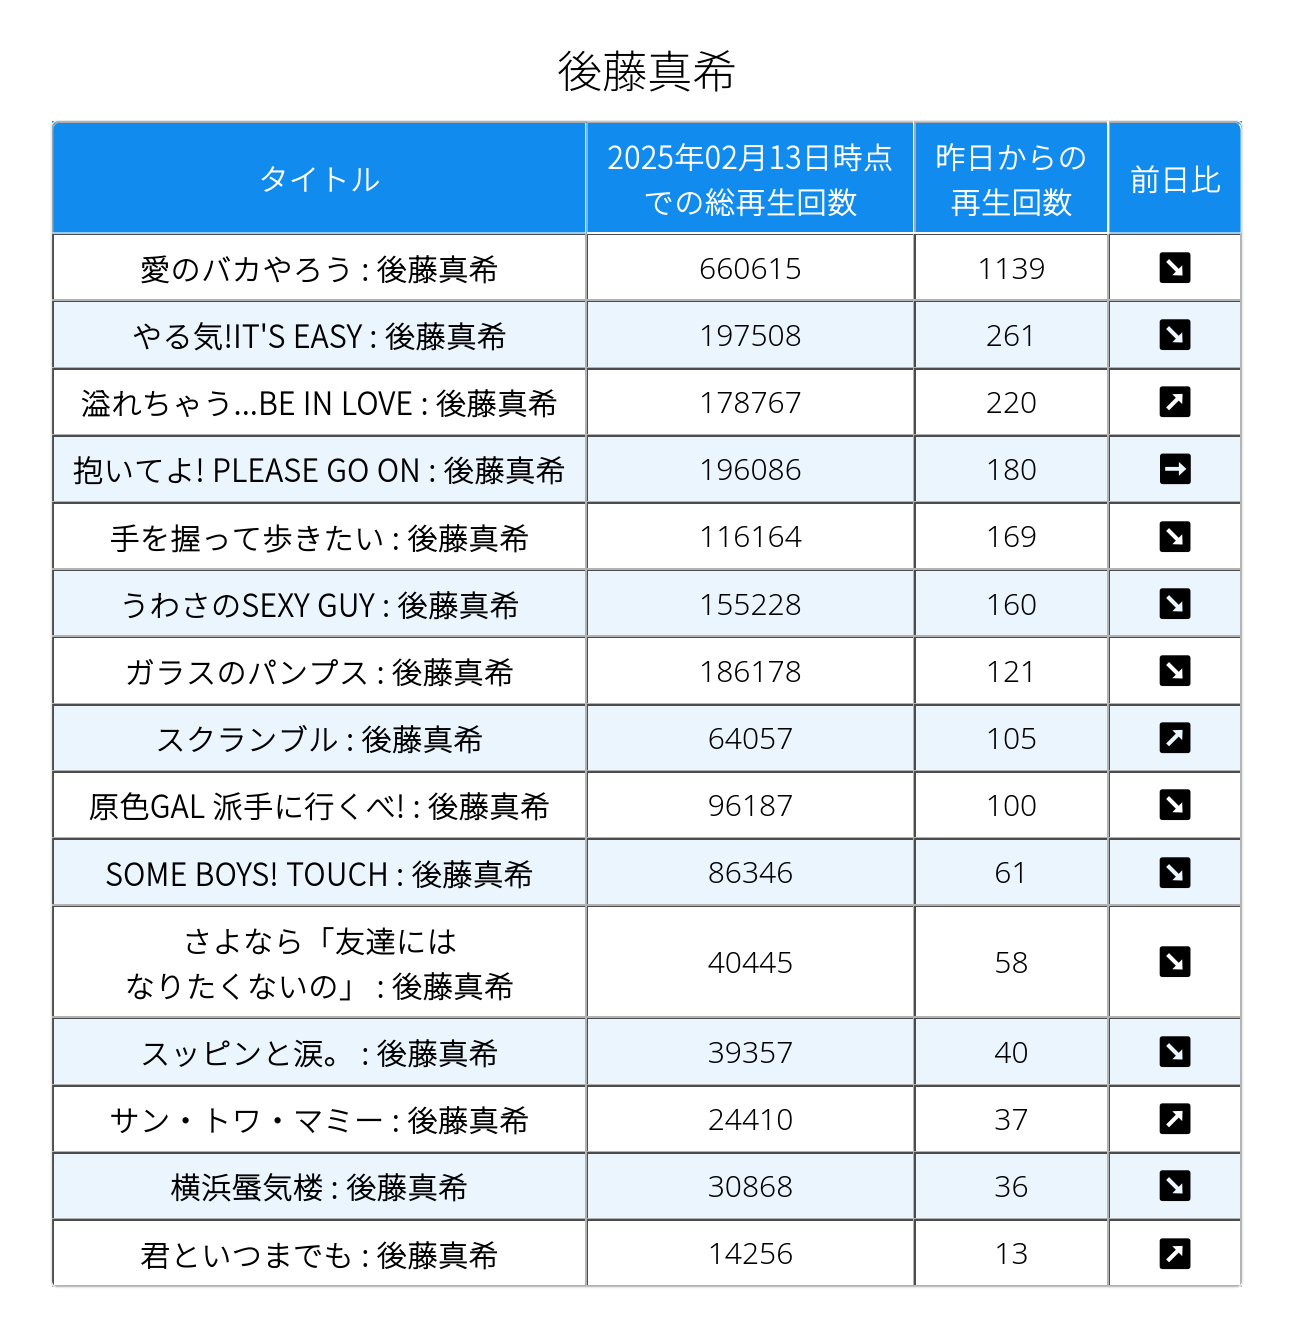 後藤真希
タイトル
2025年02月13日時点
での総再生回数
昨日からの
再生回数
前日比
愛のバカやろう : 後藤真希 660615 1139 ↘
やる気!IT'S EASY : 後藤真希 197508 261 ↘
溢れちゃう...BE IN LOVE : 後藤真希 178767 220 ↗
抱いてよ! PLEASE GO ON : 後藤真希 196086 180 →
手を握って歩きたい : 後藤真希 116164 169 ↘
うわさのSEXY GUY : 後藤真希 155228 160 ↘
ガラスのパンプス : 後藤真希 186178 121 ↘
スクランブル : 後藤真希 64057 105 ↗
原色GAL 派手に行くべ! : 後藤真希 96187 100 ↘
SOME BOYS! TOUCH : 後藤真希 86346 61 ↘
さよなら「友達には
なりたくないの」 : 後藤真希 40445 58 ↘
スッピンと涙。 : 後藤真希 39357 40 ↘
サン・トワ・マミー : 後藤真希 24410 37 ↗
横浜蜃気楼 : 後藤真希 30868 36 ↘
君といつまでも : 後藤真希 14256 13 ↗